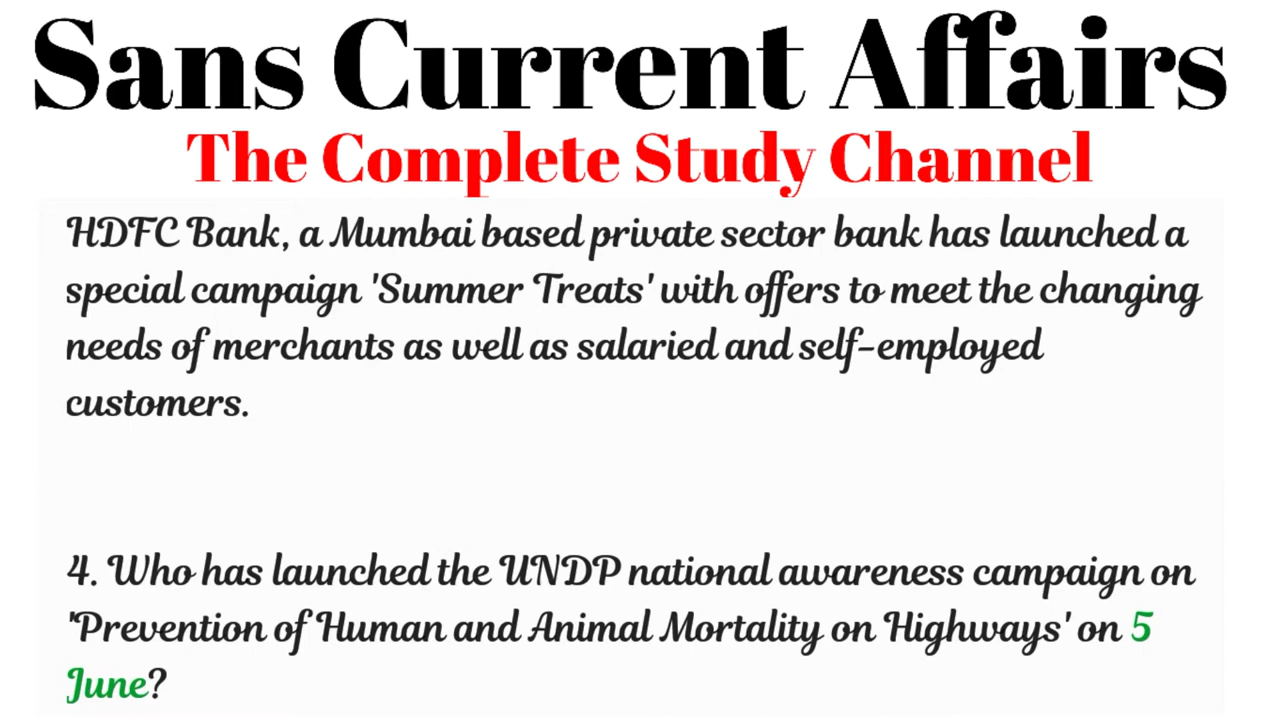 Sans Current Affairs
The Complete Study Channel
HDFC Bank, a Mumbai based private sector bank has launched a
special campaign 'Summer Treats' with offers to meet the changing
needs of merchants as well as salaried and self-employed
customers.
4. Who has launched the UNDP national awareness campaign on
'Prevention of Human and Animal Mortality on Highways' on 5
June?